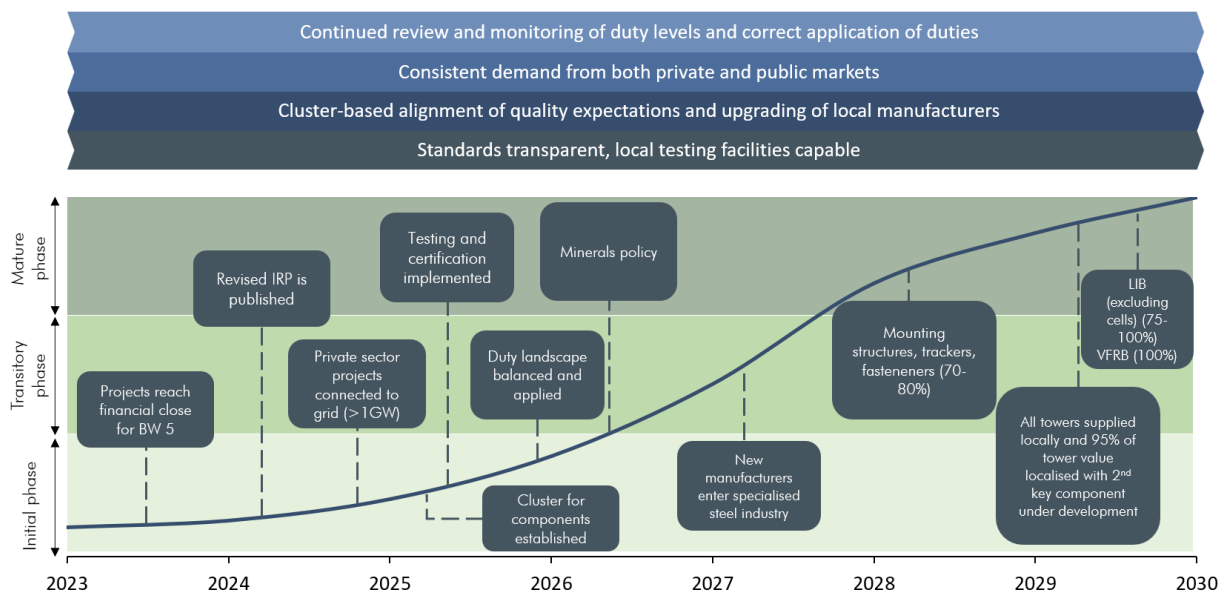 Continued review and monitoring of duty levels and correct application of duties
Consistent demand from both private and public markets
Cluster-based alignment of quality expectations and upgrading of local manufacturers
Standards transparent, local testing facilities capable
Mature
phase
Transitory
phase
Initial phase
Projects reach
financial close
for BW 5
Revised IRP is
published
Private sector
projects
connected to
grid (>1GW)
Testing and
certification
implemented
Cluster for
components
established
Duty landscape
balanced and
applied
Minerals policy
New
manufacturers
enter specialised
steel industry
Mounting
structures, trackers,
fasteneners (70-
80%)
All towers supplied
locally and 95% of
tower value
localised with 2nd
key component
under development
LIB
(excluding
cells) (75-
100%)
VFRB (100%)
2023
2024
2025
2026
2027
2028
2029
2030